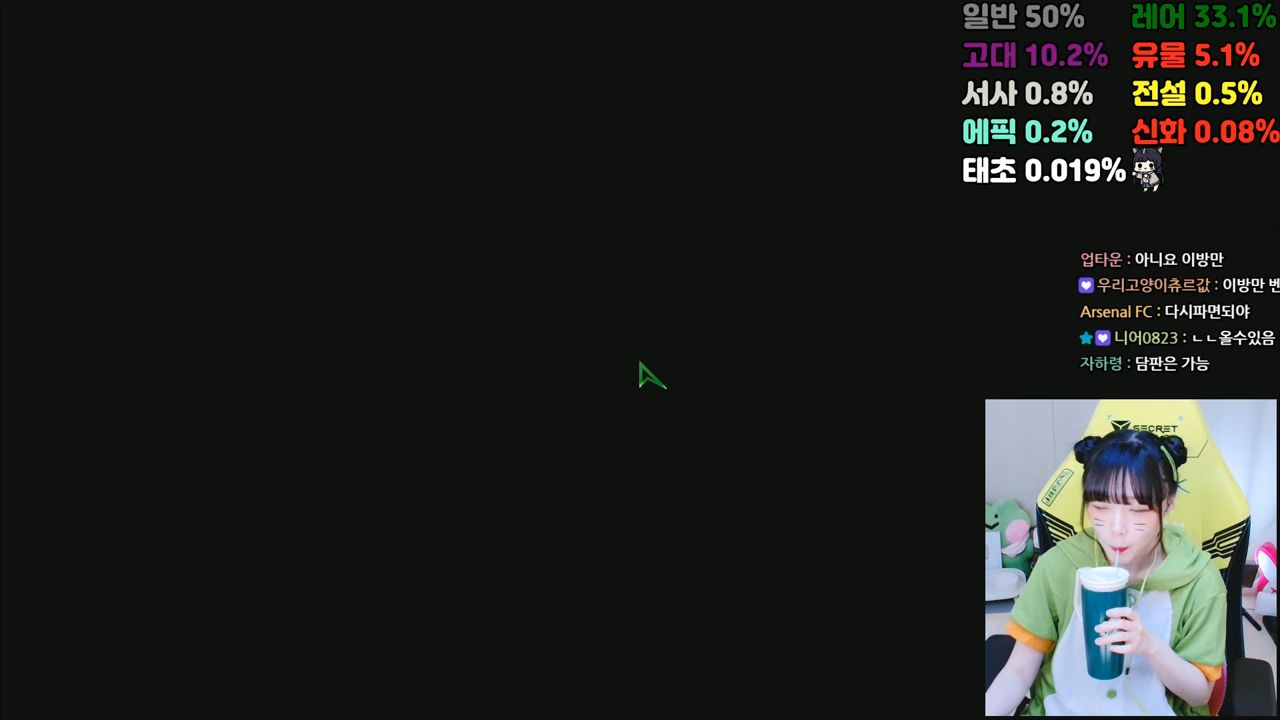 일반 50% 레어 33.1%
고대 10.2% 유물 5.1%
서사 0.8% 전설 0.5%
에픽 0.2% 신화 0.08%
태초 0.019%
업타운 : 아니요 이방만
우리고양이츄르값 : 이방만 벤
Arsenal FC : 다시파면되야
니어0823 : ㄴㄴ올수있음
자하령 : 담판은 가능
SECRET